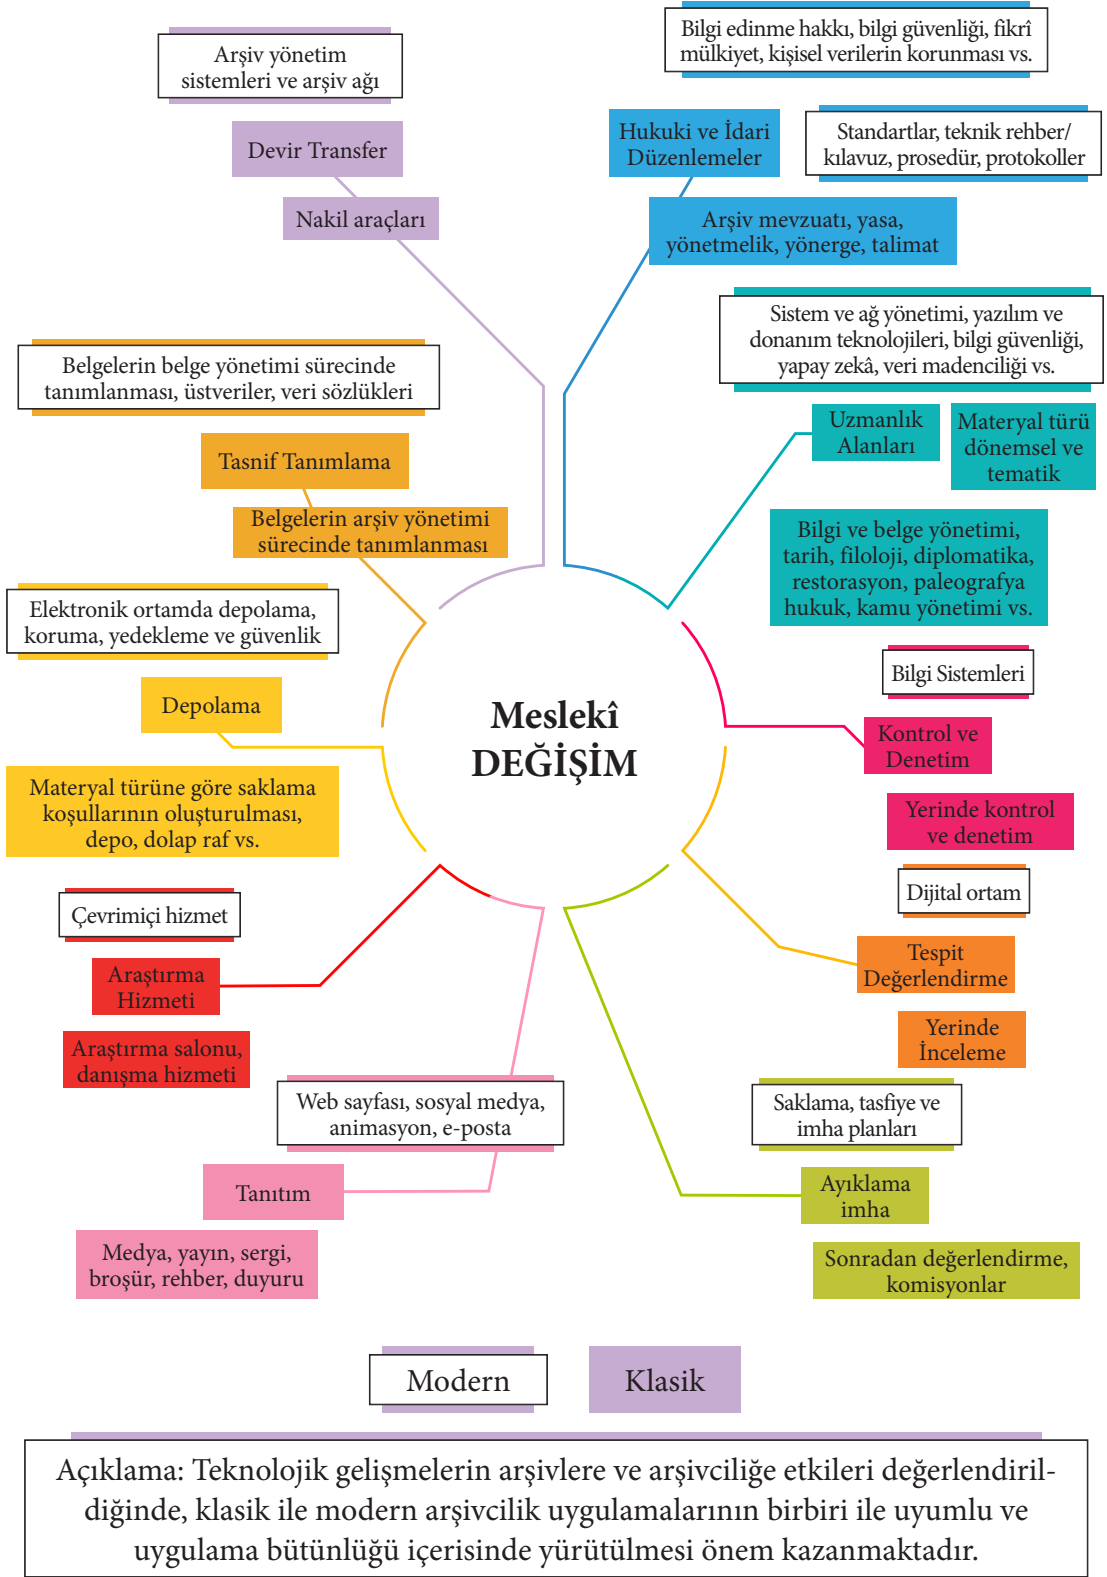 Arşiv yönetim
sistemleri ve arşiv ağı
Devir Transfer
Nakil araçları
Bilgi edinme hakkı, bilgi güvenliği, fikrî
mülkiyet, kişisel verilerin korunması vs.
Hukuki ve İdari
Düzenlemeler
Standartlar, teknik rehber/
kılavuz, prosedür, protokoller
Arşiv mevzuatı, yasa,
yönetmelik, yönerge, talimat
Sistem ve ağ yönetimi, yazılım ve
donanım teknolojileri, bilgi güvenliği,
yapay zekâ, veri madenciliği vs.
Uzmanlık
Alanları
Materyal türü
dönemsel ve
tematik
Bilgi ve belge yönetimi,
tarih, filoloji, diplomatika,
restorasyon, paleografya
hukuk, kamu yönetimi vs.
Belgelerin belge yönetimi sürecinde
tanımlanması, üstveriler, veri sözlükleri
Tasnif Tanımlama
Belgelerin arşiv yönetimi
sürecinde tanımlanması
Elektronik ortamda depolama,
koruma, yedekleme ve güvenlik
Depolama
Materyal türüne göre saklama
koşullarının oluşturulması,
depo, dolap raf vs.
Meslekî
DEĞİŞİM
Bilgi Sistemleri
Kontrol ve
Denetim
Yerinde kontrol
ve denetim
Dijital ortam
Tespit
Değerlendirme
Yerinde
İnceleme
Çevrimiçi hizmet
Araştırma
Hizmeti
Araştırma salonu,
danışma hizmeti
Web sayfası, sosyal medya,
animasyon, e-posta
Tanıtım
Medya, yayın, sergi,
broşür, rehber, duyuru
Saklama, tasfiye ve
imha planları
Ayıklama
imha
Sonradan değerlendirme,
komisyonlar
Modern
Klasik
Açıklama: Teknolojik gelişmelerin arşivlere ve arşivciliğe etkileri değerlendiril-
diğinde, klasik ile modern arşivcilik uygulamalarının birbiri ile uyumlu ve
uygulama bütünlüğü içerisinde yürütülmesi önem kazanmaktadır.